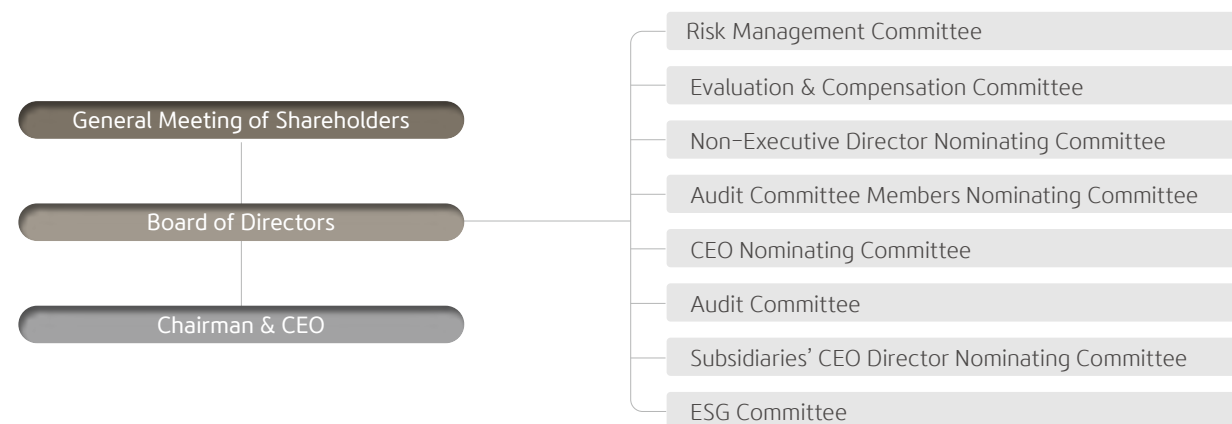 General Meeting of Shareholders
Board of Directors
Chairman & CEO
Risk Management Committee
Evaluation & Compensation Committee
Non-Executive Director Nominating Committee
Audit Committee Members Nominating Committee
CEO Nominating Committee
Audit Committee
Subsidiaries’ CEO Director Nominating Committee
ESG Committee